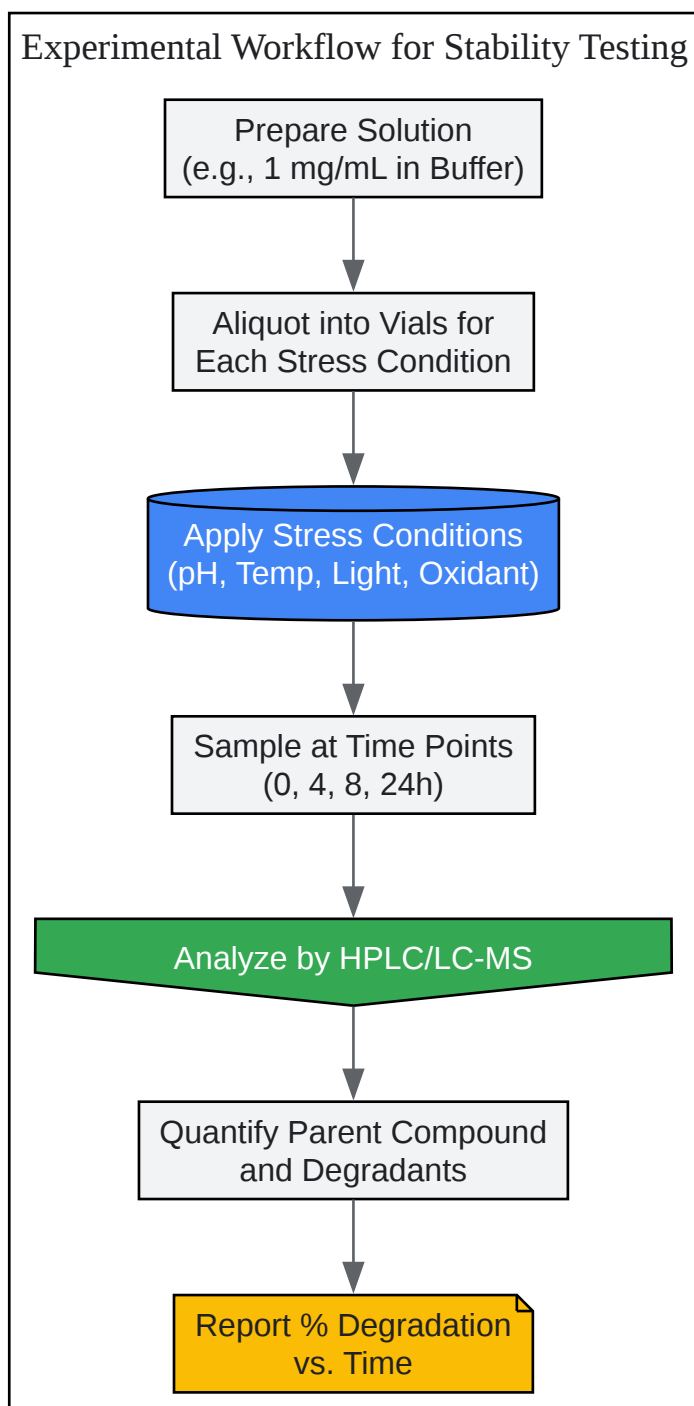 Experimental Workflow for Stability Testing
Prepare Solution
(e.g., 1 mg/mL in Buffer)
Aliquot into Vials for
Each Stress Condition
Apply Stress Conditions
(pH, Temp, Light, Oxidant)
Sample at Time Points
(0, 4, 8, 24h)
Analyze by HPLC/LC-MS
Quantify Parent Compound
and Degradants
Report % Degradation
vs. Time